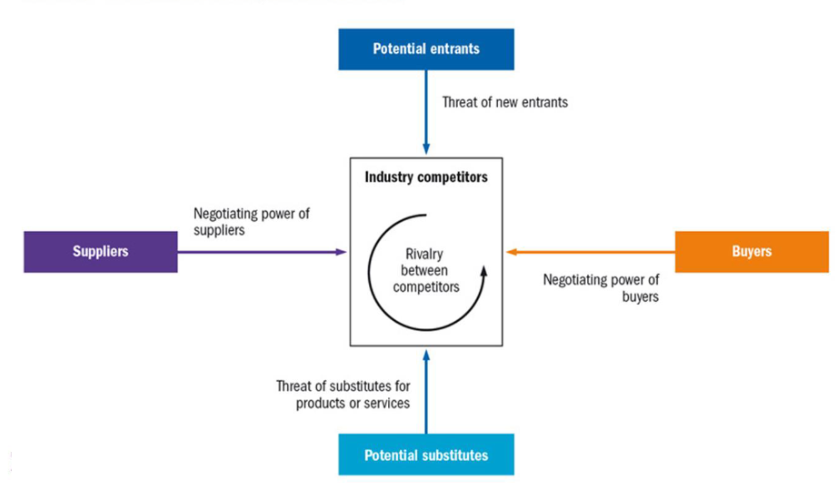 Potential entrants
Threat of new entrants
Industry competitors
Negotiating power of
suppliers
Suppliers
Rivalry
between
competitors
Buyers
Negotiating power of
buyers
Threat of substitutes for
products or services
Potential substitutes